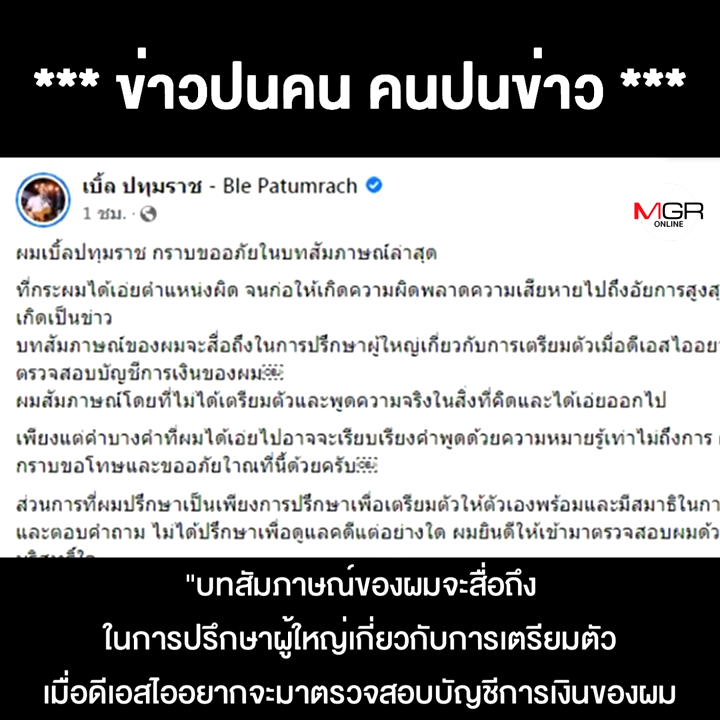 *** ข่าวปนคน คนปนข่าว ***
เบิ้ล ปทุมราช - Ble Patumrach
1 ชม.
MGR
ONLINE
ผมเบิ้ลปทุมราช กราบขออภัยในบทสัมภาษณ์ล่าสุด
ที่กระผมได้เอ่ยตำแหน่งผิด จนก่อให้เกิดความผิดพลาดความเสียหายไปถึงอัยการสูงสุ
เกิดเป็นข่าว
บทสัมภาษณ์ของผมจะสื่อถึงในการปรึกษาผู้ใหญ่เกี่ยวกับการเตรียมตัวเมื่อดีเอสไออยา
ตรวจสอบบัญชีการเงินของผม￼
ผมสัมภาษณ์โดยที่ไม่ได้เตรียมตัวและพูดความจริงในสิ่งที่คิดและได้เอ่ยออกไป
เพียงแต่คำบางคำที่ผมได้เอ่ยไปอาจจะเรียบเรียงคำพูดด้วยความหมายรู้เท่าไม่ถึงการ
กราบขอโทษและขออภัยใาณที่นี้ด้วยครับ￼
ส่วนการที่ผมปรึกษาเป็นเพียงการปรึกษาเพื่อเตรียมตัวให้ตัวเองพร้อมและมีสมาธิในกา
และตอบคำถาม ไม่ได้ปรึกษาเพื่อดูแลคดีแต่อย่างใด ผมยินดีให้เข้ามาตรวจสอบผมด้ว
"บทสัมภาษณ์ของผมจะสื่อถึง
ในการปรึกษาผู้ใหญ่เกี่ยวกับการเตรียมตัว
เมื่อดีเอสไออยากจะมาตรวจสอบบัญชีการเงินของผม